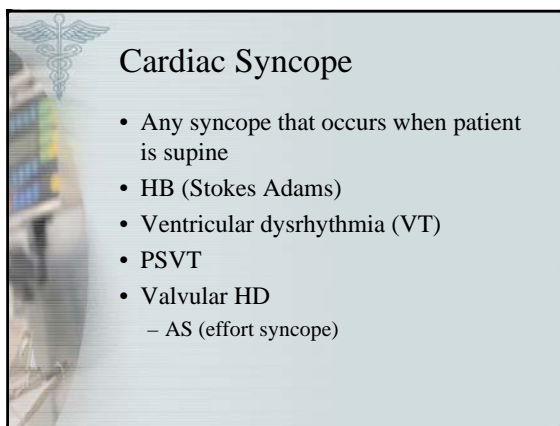 Cardiac Syncope
• Any syncope that occurs when patient
is supine
• HB (Stokes Adams)
• Ventricular dysrhythmia (VT)
• PSVT
• Valvular HD
– AS (effort syncope)